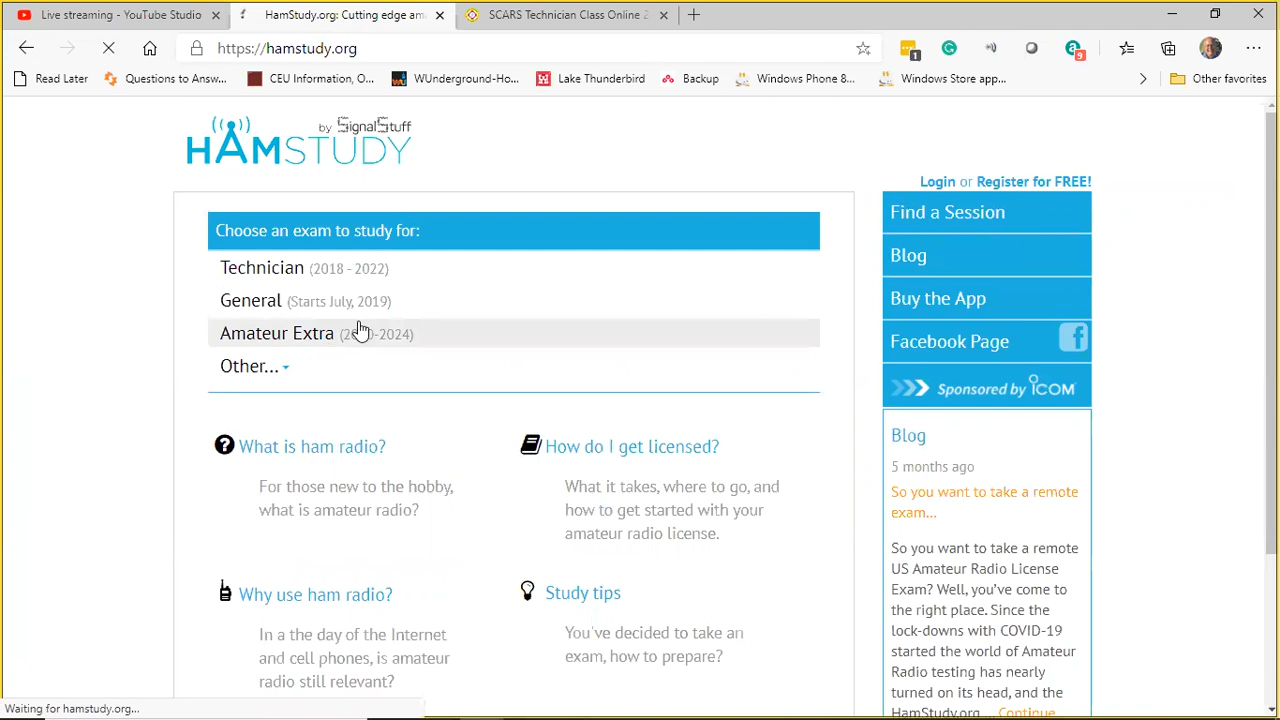 Live streaming - YouTube Studio
HamStudy.org: Cutting edge am
SCARS Technician Class Online 2
https://hamstudy.org
1
9
Read Later
Questions to Answ...
CEU Information, O...
WUnderground-Ho...
Lake Thunderbird
Backup
Windows Phone 8...
Windows Store app...
Other favorites
by SignalStuff
HAMSTUDY
Login or Register for FREE!
Choose an exam to study for:
Technician (2018 - 2022)
General (Starts July, 2019)
Amateur Extra
Other...
What is ham radio?
For those new to the hobby,
what is amateur radio?
How do I get licensed?
What it takes, where to go, and
how to get started with your
amateur radio license.
Why use ham radio?
In a the day of the Internet
and cell phones, is amateur
radio still relevant?
Study tips
You've decided to take an
exam, how to prepare?
Find a Session
Blog
Buy the App
Facebook Page
Sponsored by ICOM
Blog
5 months ago
So you want to take a remote
exam...
So you want to take a remote
US Amateur Radio License
Exam? Well, you've come to
the right place. Since the
lock-downs with COVID-19
started the world of Amateur
Radio testing has nearly
turned on its head, and the
HamStudy.org ... Continue
Waiting for hamstudy.org...